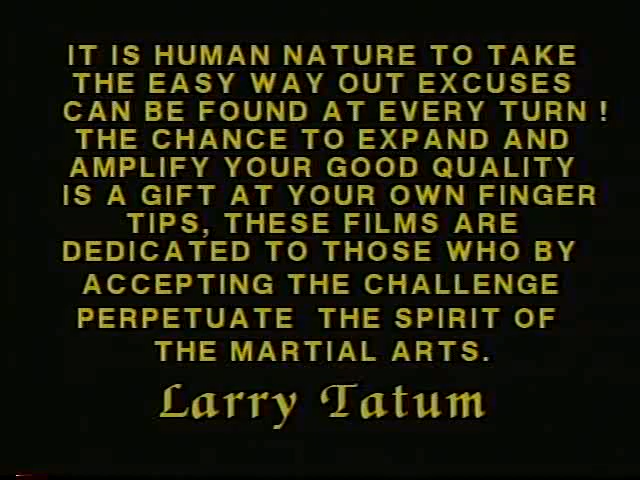 IT IS HUMAN NATURE TO TAKE
THE EASY WAY OUT EXCUSES
CAN BE FOUND AT EVERY TURN !
THE CHANCE TO EXPAND AND
AMPLIFY YOUR GOOD QUALITY
IS A GIFT AT YOUR OWN FINGER
TIPS, THESE FILMS ARE
DEDICATED TO THOSE WHO BY
ACCEPTING THE CHALLENGE
PERPETUATE THE SPIRIT OF
THE MARTIAL ARTS.
Larry Tatum